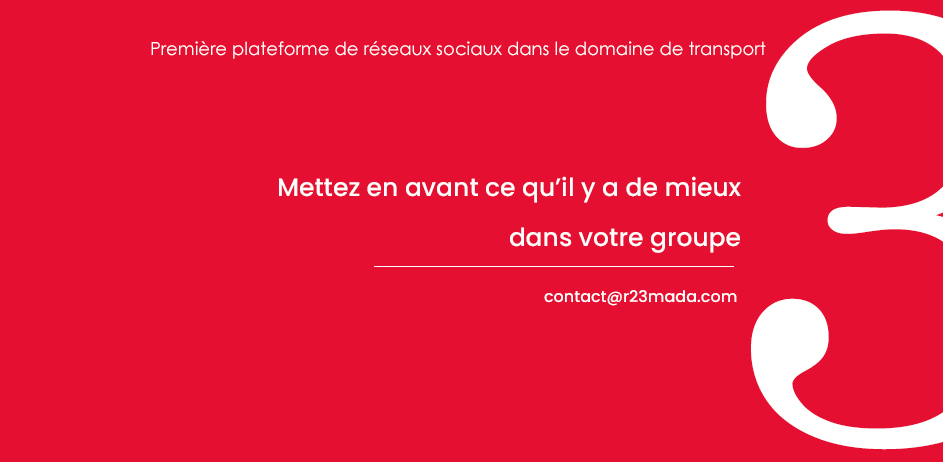 Première plateforme de réseaux sociaux dans le domaine de transport
Mettez en avant ce qu’il y a de mieux
dans votre groupe
contact@r23mada.com
3